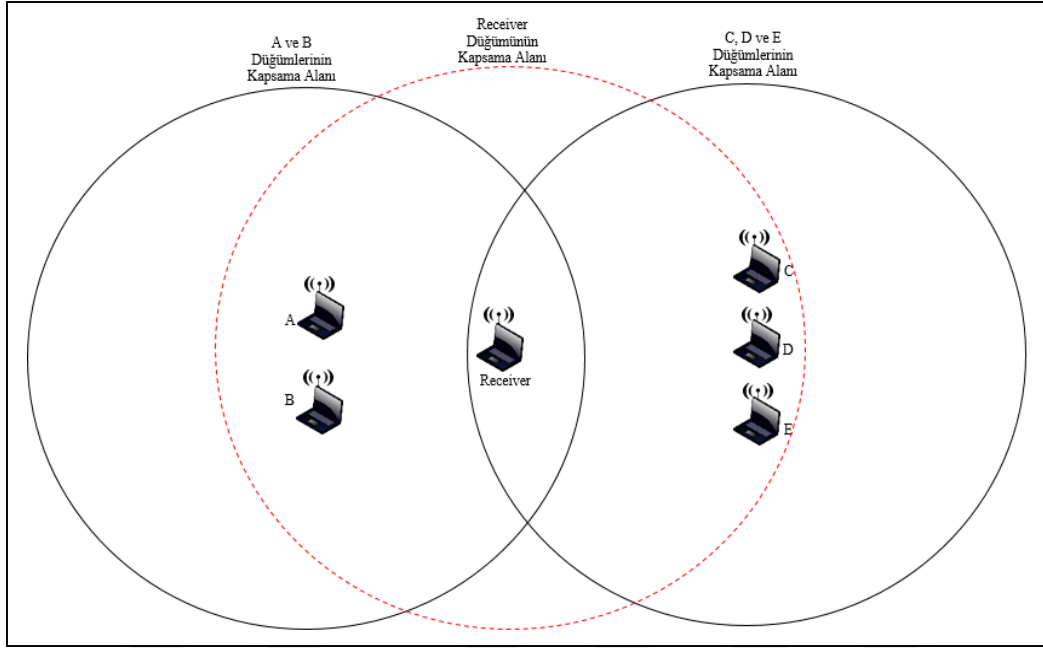 A ve B
Düğümlerinin
Kapsama Alanı
Receiver
Düğümünün
Kapsama Alanı
C, D ve E
Düğümlerinin
Kapsama Alanı
A
B
Receiver
C
D
E